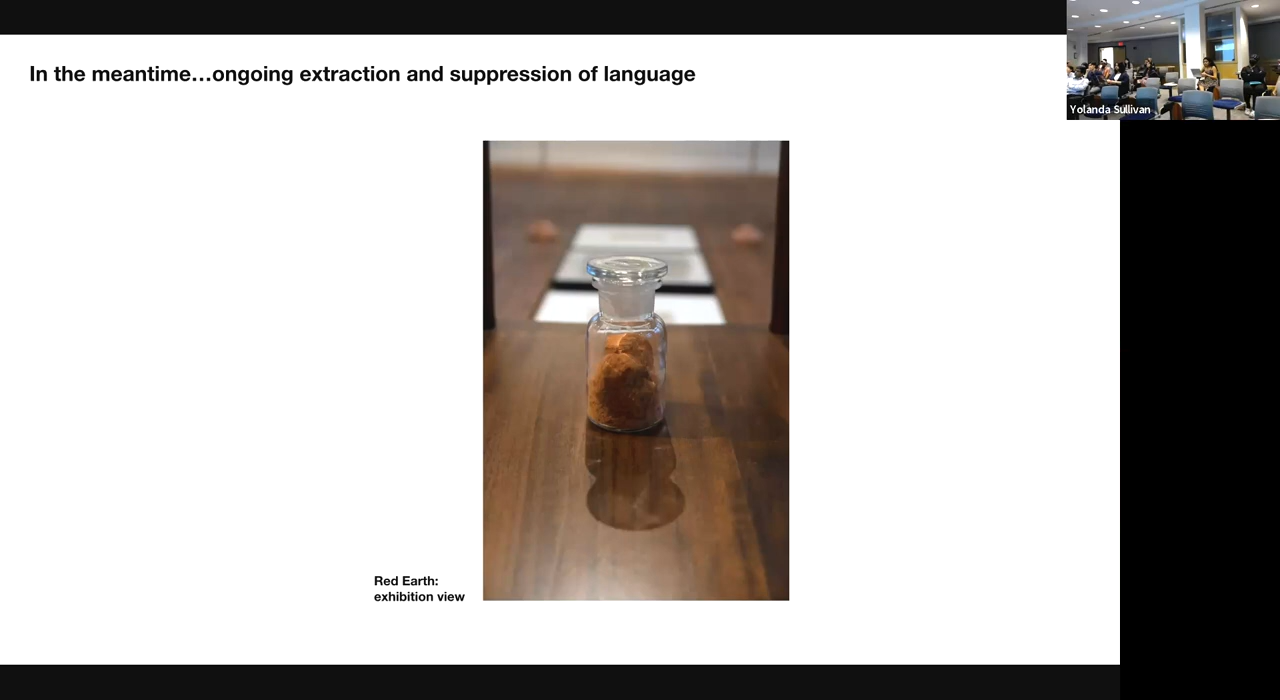 In the meantime...ongoing extraction and suppression of language
Yolanda Sullivan
Red Earth:
exhibition view